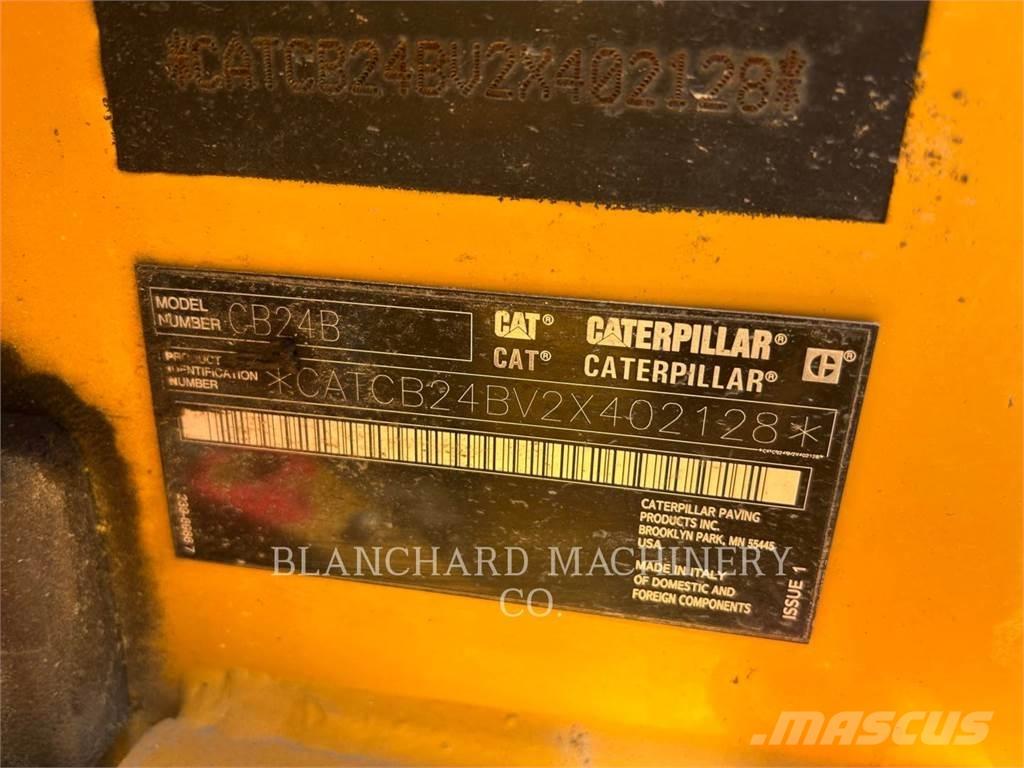 *CATCB24BV2X402128*
MODEL
NUMBER CB24B
CAT® CATERPILLAR®
CAT® CATERPILLAR®
PRODUCT
IDENTIFICATION
NUMBER *CATCB24BV2X402128*
*CATCB24BV2X402128*
CATERPILLAR PAVING
PRODUCTS INC.
BROOKLYN PARK, MN 55445
USA
MADE IN ITALY
OF DOMESTIC AND
FOREIGN COMPONENTS
ISSUE 1
BLANCHARD MACHINERY
CO.
MASCUS